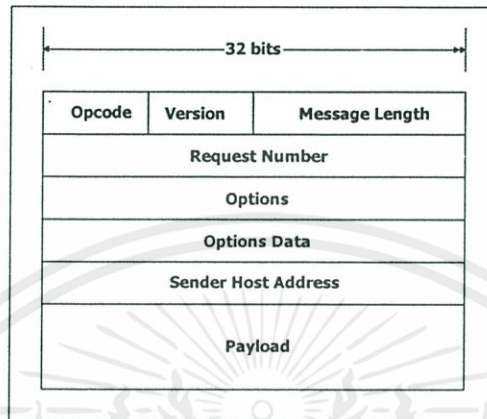 32 bits
Opcode Version Message Length
Request Number
Options
Options Data
Sender Host Address
Payload